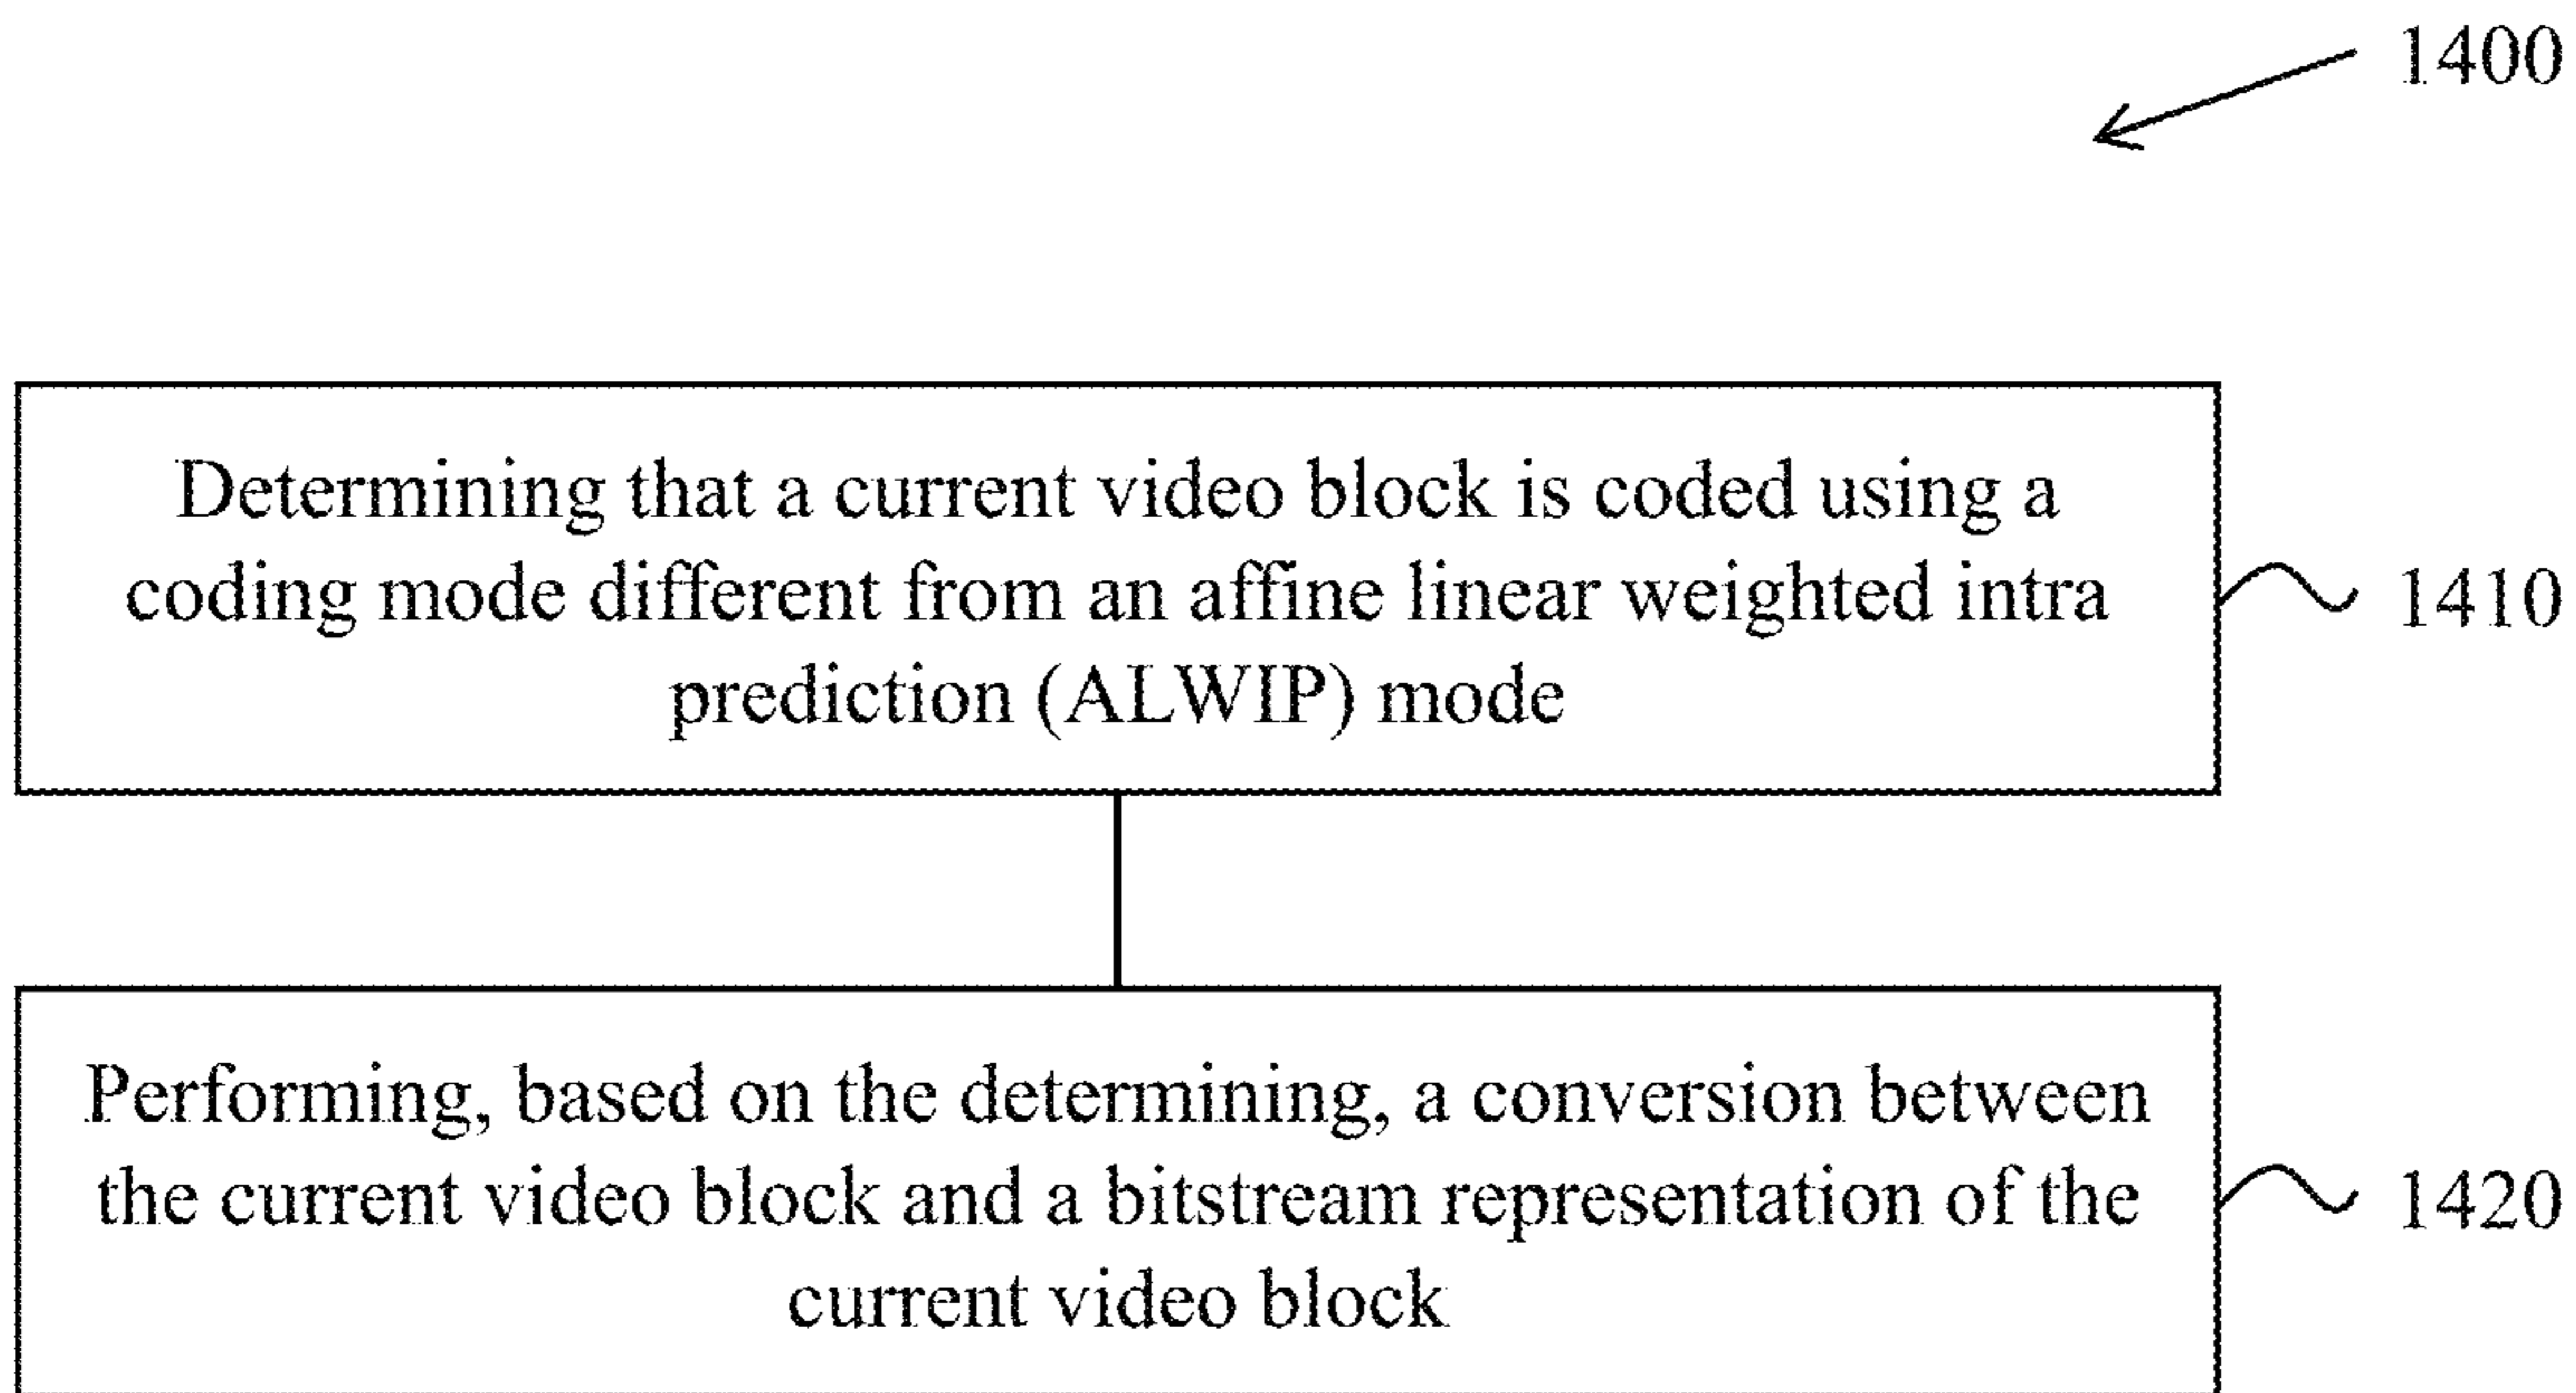 1400
Determining that a current video block is coded using a
coding mode different from an affine linear weighted intra
prediction (ALWIP) mode
1410
Performing, based on the determining, a conversion between
the current video block and a bitstream representation of the
current video block
1420